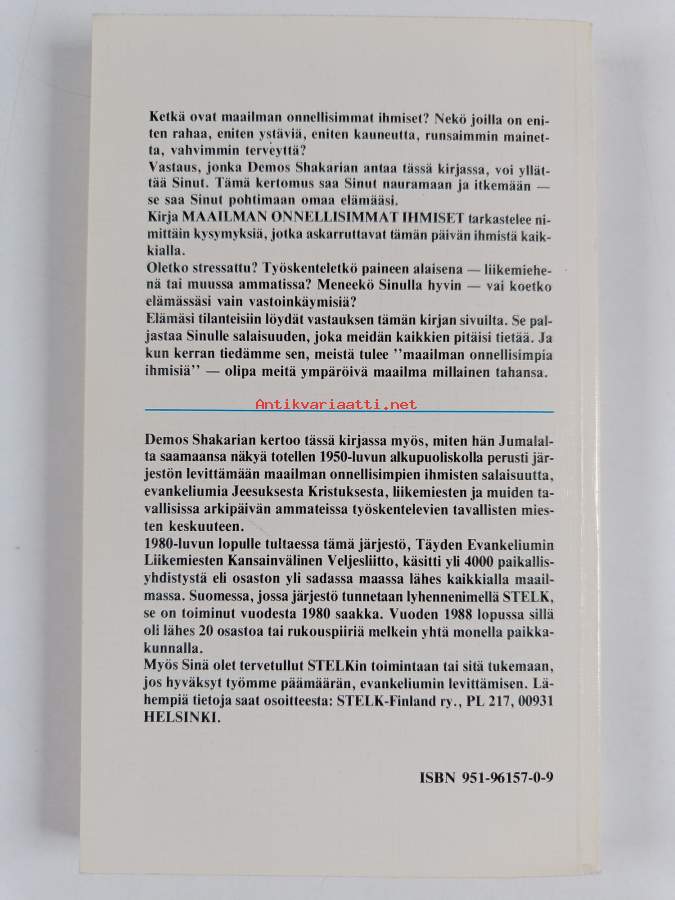 Ketkä ovat maailman onnellisimmat ihmiset? Nekö joilla on eni-
ten rahaa, eniten ystäviä, eniten kauneutta, runsaimmin mainet-
ta, vahvimmin terveyttä?
Vastaus, jonka Demos Shakarian antaa tässä kirjassa, voi yllät-
tää Sinut. Tämä kertomus saa Sinut nauramaan ja itkemään —
se saa Sinut pohtimaan omaa elämääsi.
Kirja MAAILMAN ONNELLISIMMAT IHMISET tarkastelee ni-
mittäin kysymyksiä, jotka askarruttavat tämän päivän ihmistä kaik-
kialla.
Oletko stressattu? Työskenteletkö paineen alaisena — liikemiehe-
nä tai muussa ammatissa? Meneekö Sinulla hyvin — vai koetko
elämässäsi vain vastoinkäymisiä?
Elämäsi tilanteisiin löydät vastauksen tämän kirjan sivuilta. Se pal-
jastaa Sinulle salaisuuden, joka meidän kaikkien pitäisi tietää. Ja
kun kerran tiedämme sen, meistä tulee ''maailman onnellisimpia
ihmisiä'' — olipa meitä ympäröivä maailma millainen tahansa.
Antikvariaatti.net
Demos Shakarian kertoo tässä kirjassa myös, miten hän Jumalal-
ta saamaansa näkyä totellen 1950-luvun alkupuoliskolla perusti jär-
jestön levittämään maailman onnellisimpien ihmisten salaisuutta,
evankeliumia Jeesuksesta Kristuksesta, liikemiesten ja muiden ta-
vallisissa arkipäivän ammateissa työskentelevien tavallisten mies-
ten keskuuteen.
1980-luvun lopulle tultaessa tämä järjestö, Täyden Evankeliumin
Liikemiesten Kansainvälinen Veljesliitto, käsitti yli 4000 paikallis-
yhdistystä eli osaston yli sadassa maassa lähes kaikkialla maail-
massa. Suomessa, jossa järjestö tunnetaan lyhennenimellä STELK,
se on toiminut vuodesta 1980 saakka. Vuoden 1988 lopussa sillä
oli lähes 20 osastoa tai rukouspiiriä melkein yhtä monella paikka-
kunnalla.
Myös Sinä olet tervetullut STELKin toimintaan tai sitä tukemaan,
jos hyväksyt työmme päämäärän, evankeliumin levittämisen. Lä-
hempiä tietoja saat osoitteesta: STELK-Finland ry., PL 217, 00931
HELSINKI.
ISBN 951-96157-0-9